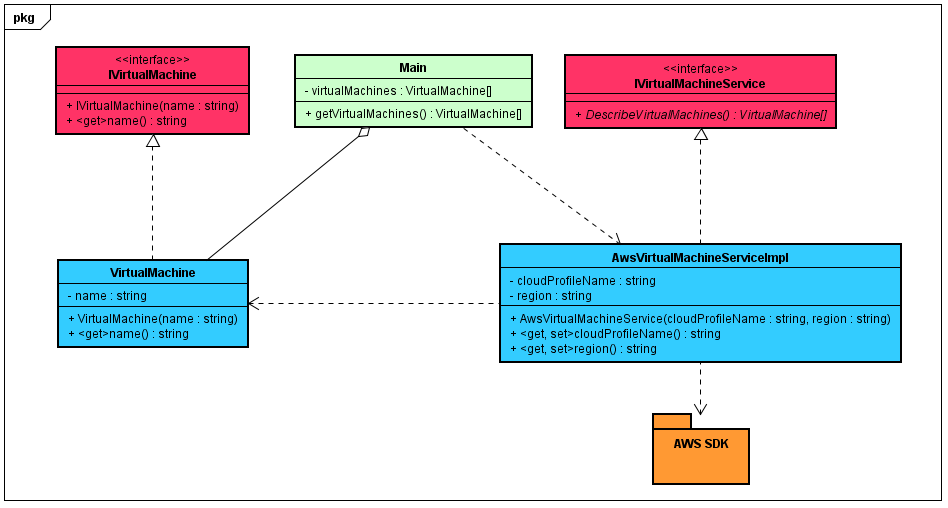 pkg
<<interface>>
IVirtualMachine
+ IVirtualMachine(name : string)
+ <get>name() : string
Main
- virtualMachines : VirtualMachine[]
+ getVirtualMachines() : VirtualMachine[]
<<interface>>
IVirtualMachineService
+ DescribeVirtualMachines() : VirtualMachine[]
VirtualMachine
- name : string
+ VirtualMachine(name : string)
+ <get>name() : string
AwsVirtualMachineServiceImpl
- cloudProfileName : string
- region : string
+ AwsVirtualMachineService(cloudProfileName : string, region : string)
+ <get, set>cloudProfileName() : string
+ <get, set>region() : string
AWS SDK